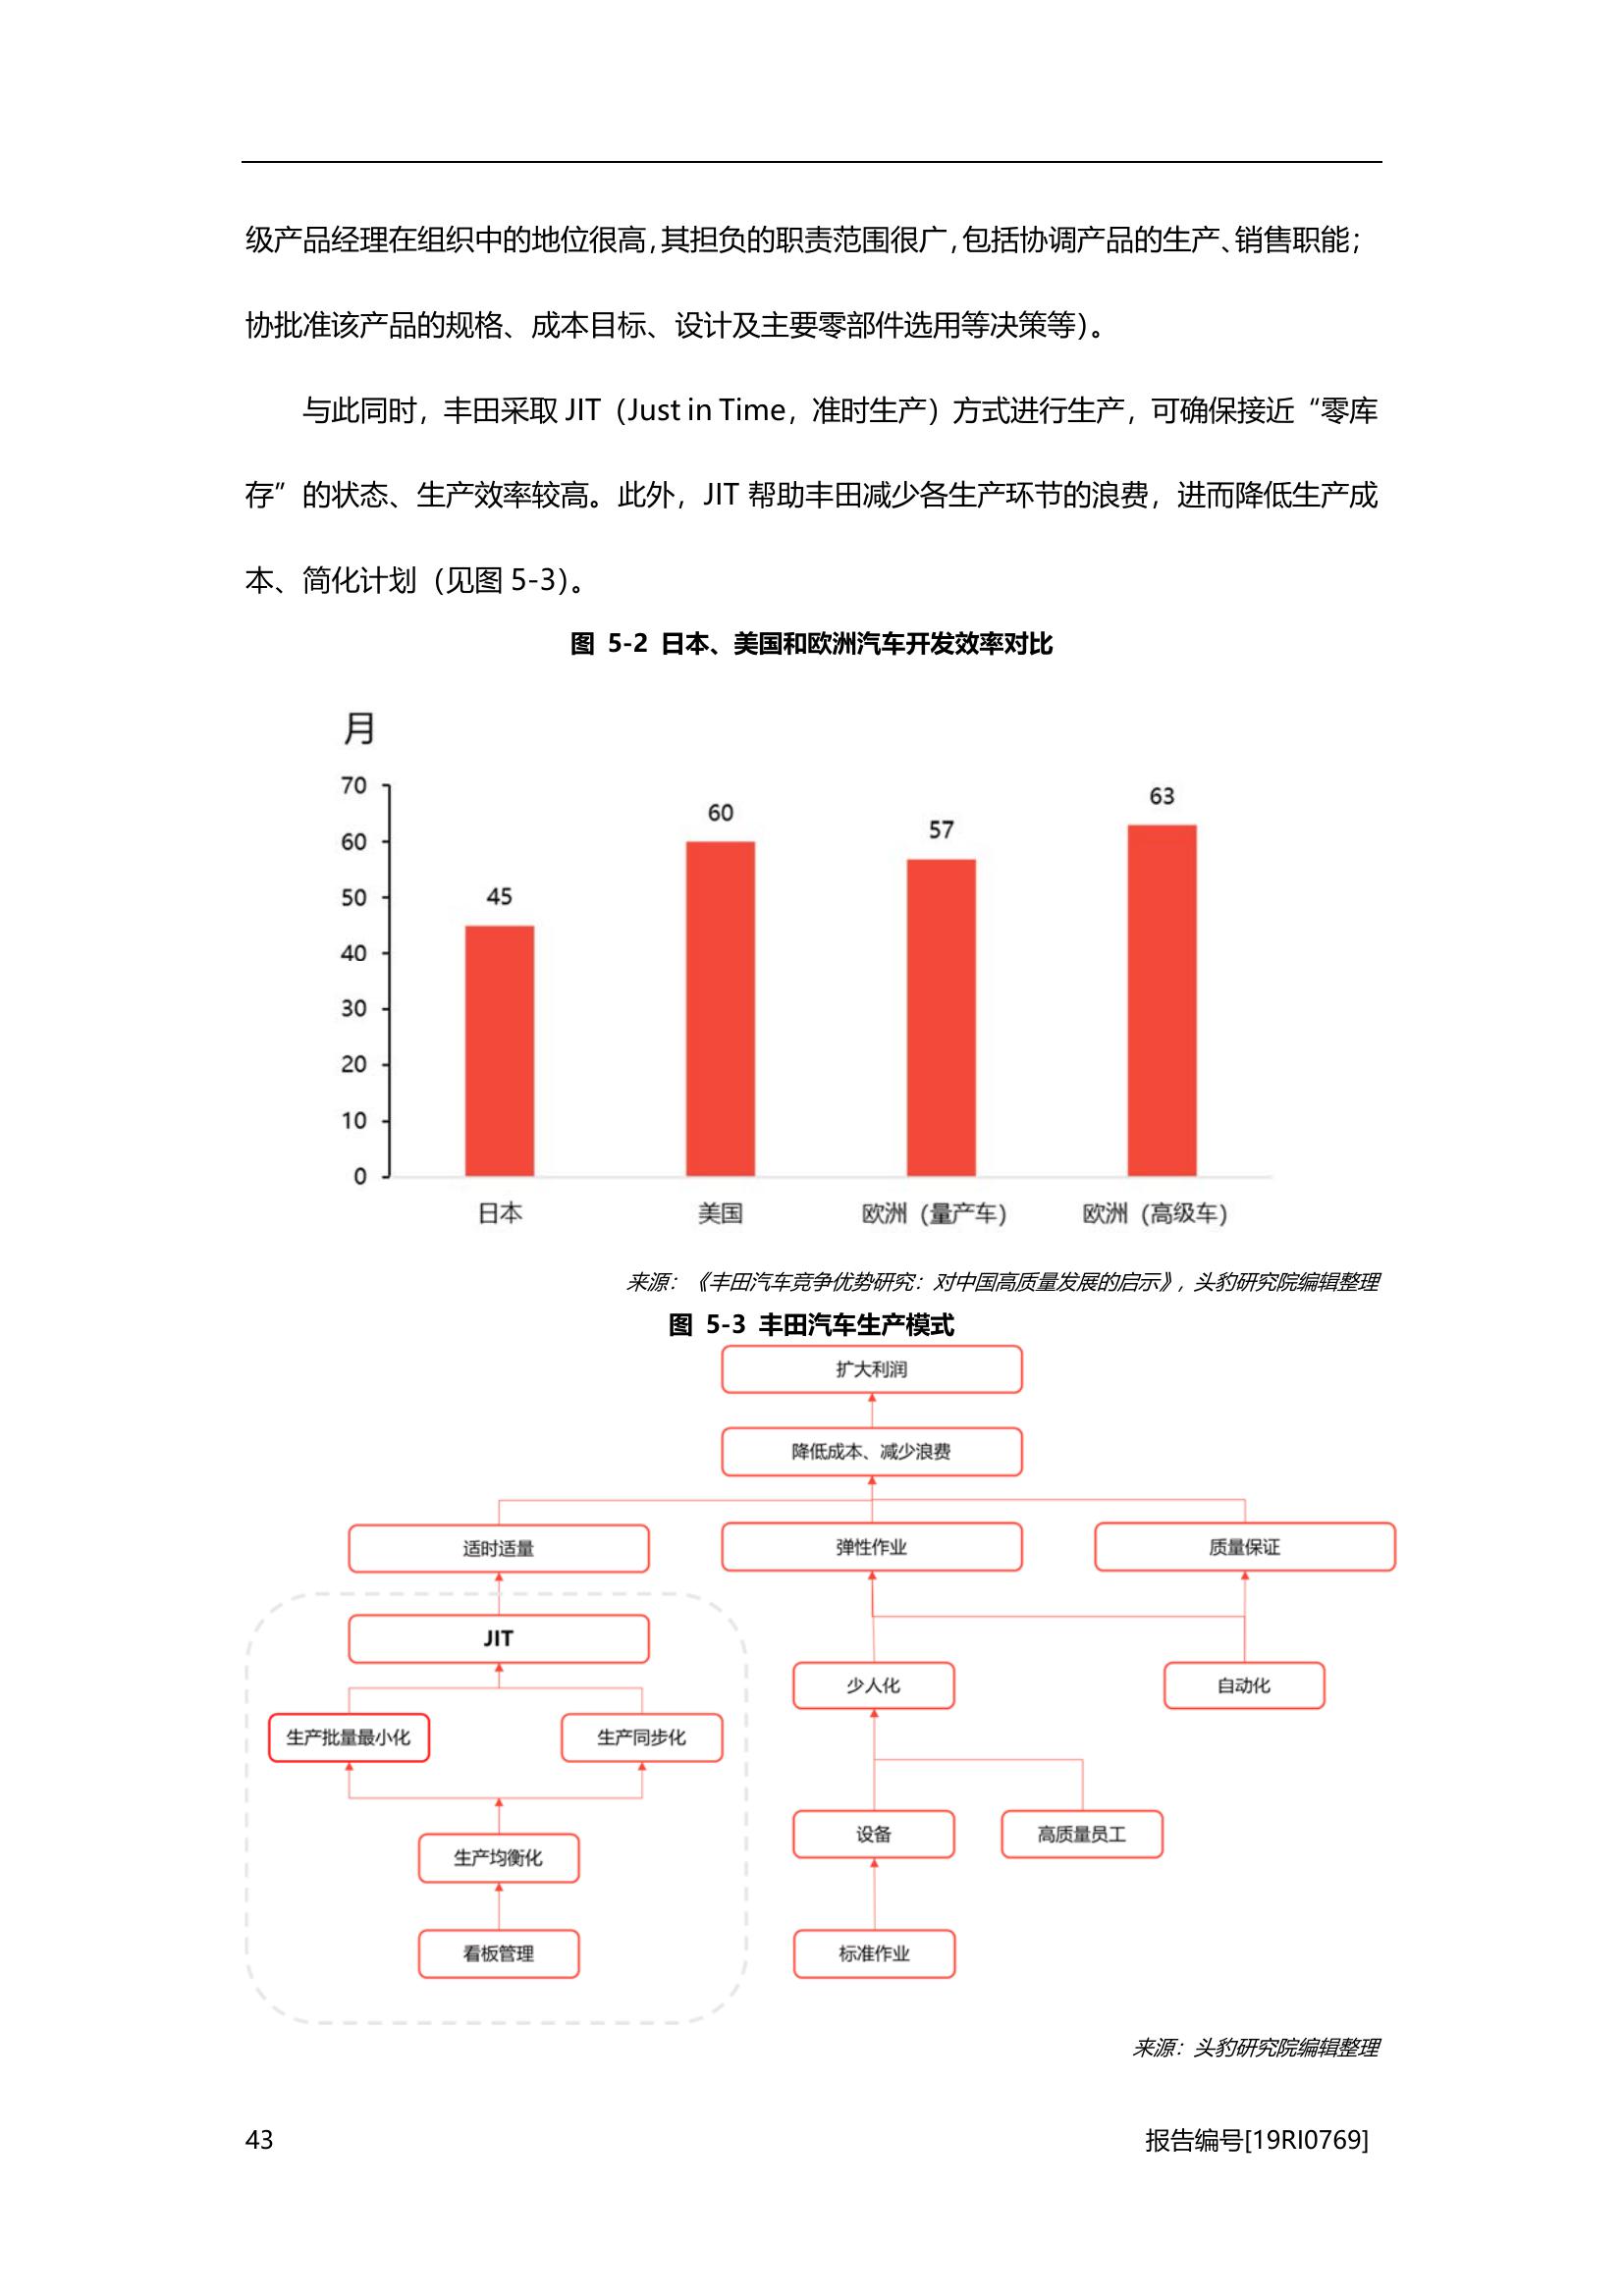 级产品经理在组织中的地位很高，其担负的职责范围很广，包括协调产品的生产、销售职能；
协批准该产品的规格、成本目标、设计及主要零部件选用等决策等）。
与此同时，丰田采取 JIT（Just in Time，准时生产）方式进行生产，可确保接近“零库
存”的状态、生产效率较高。此外，JIT 帮助丰田减少各生产环节的浪费，进而降低生产成
本、简化计划（见图 5-3）。
图 5-2 日本、美国和欧洲汽车开发效率对比
月
70
60
50
40
30
20
10
0
45
60
57
63
日本
美国
欧洲（量产车）
欧洲（高级车）
来源：《丰田汽车竞争优势研究：对中国高质量发展的启示》，头豹研究院编辑整理
图 5-3 丰田汽车生产模式
扩大利润
降低成本、减少浪费
适时适量
弹性作业
质量保证
JIT
少人化
自动化
生产批量最小化
生产同步化
设备
高质量员工
生产均衡化
看板管理
标准作业
来源：头豹研究院编辑整理
43
报告编号[19RI0769]